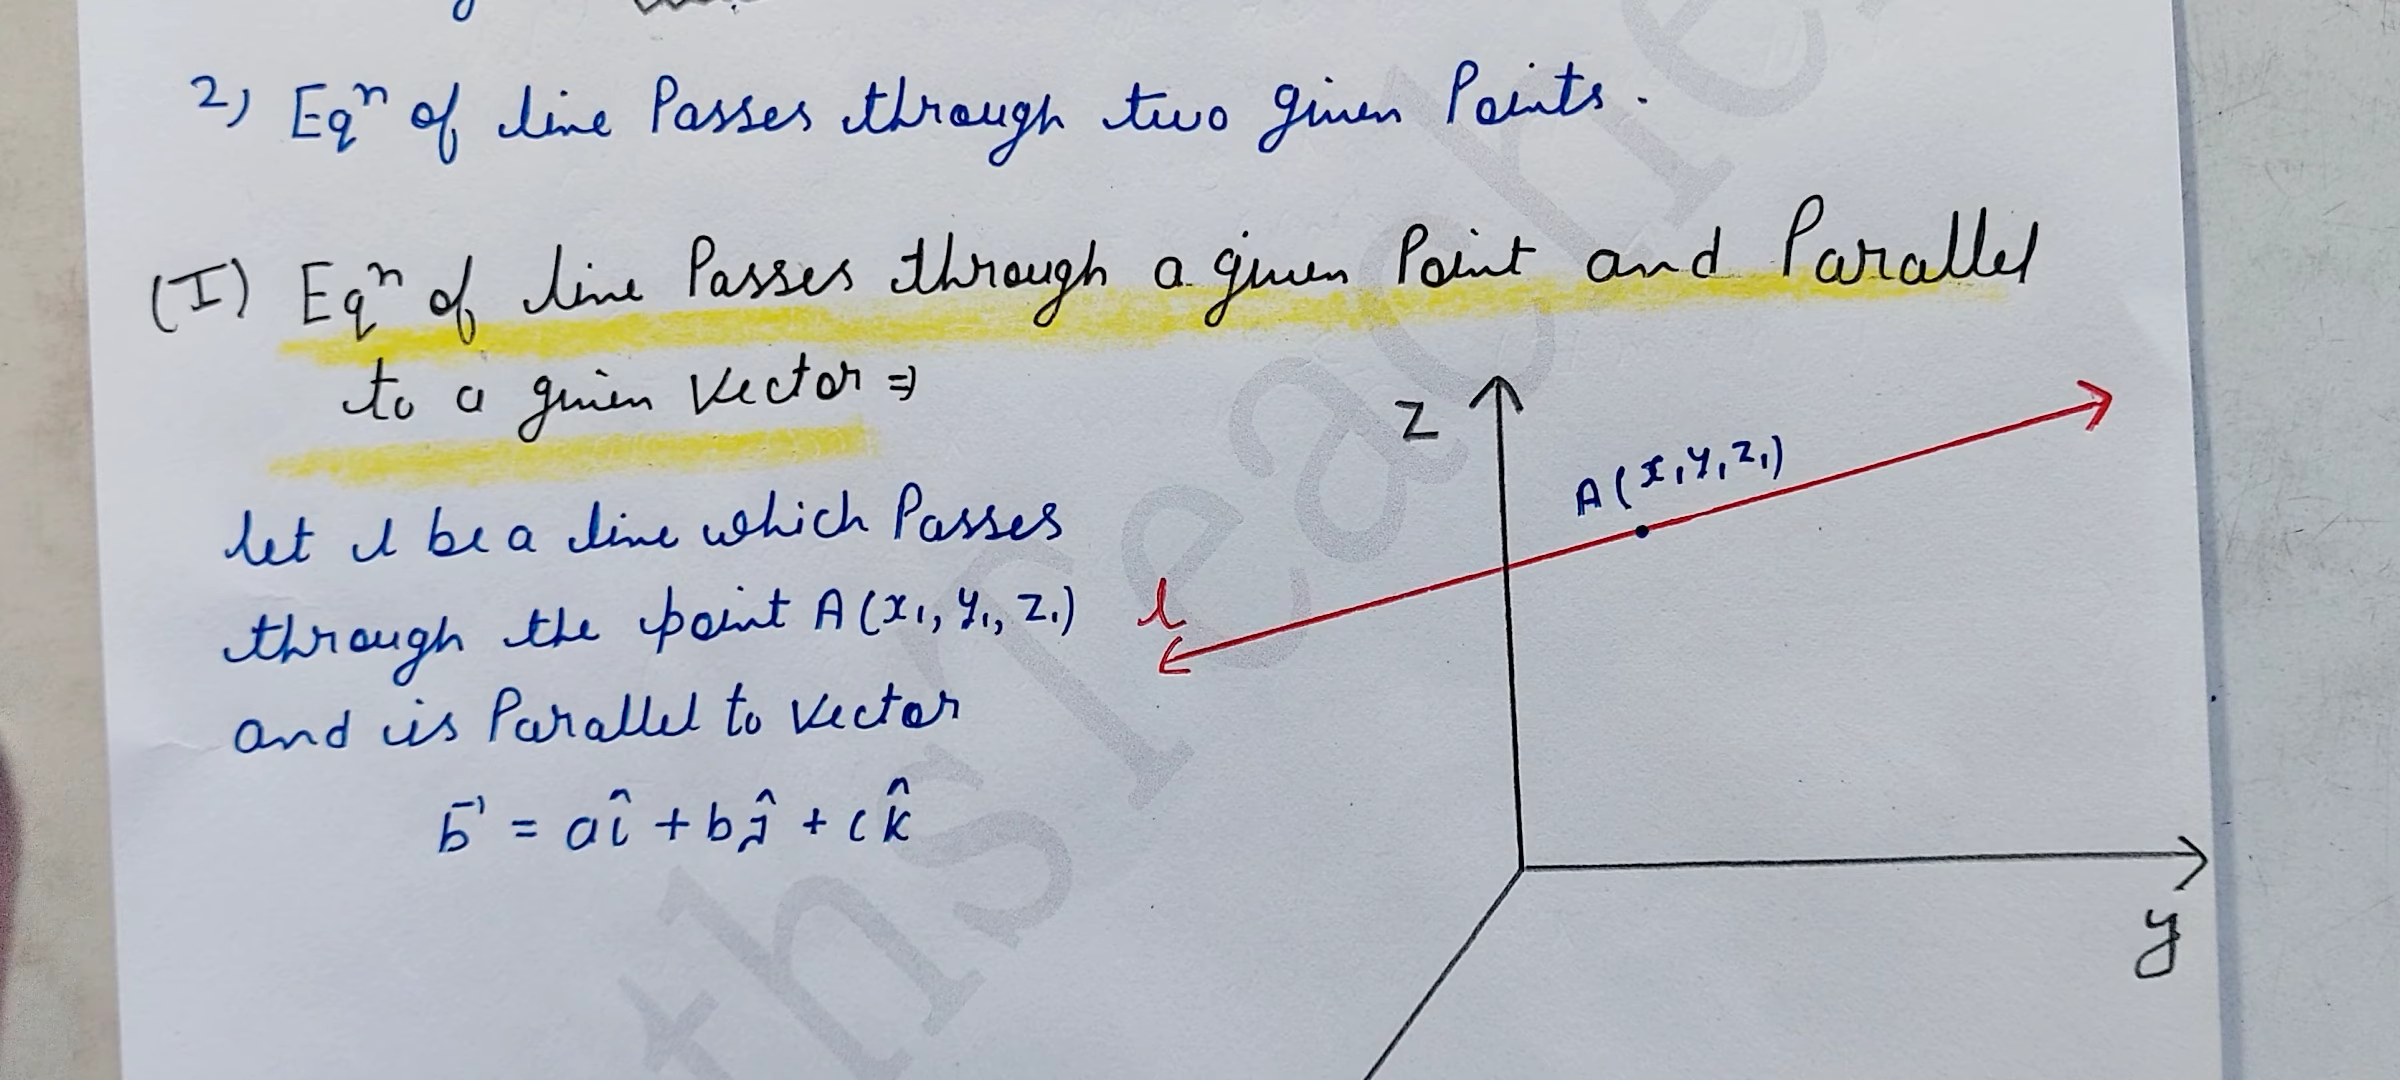 2) Eqⁿ of line Passes through two given Points.
(I) Eqⁿ of line Passes through a given Point and Parallel
to a given Vector ⇒
let l be a line which Passes
through the point A(x₁, y₁, z₁)
and is Parallel to Vector
b⃗ = aî + bĵ + ck̂
Z
A(x₁y₁z₁)
l
y